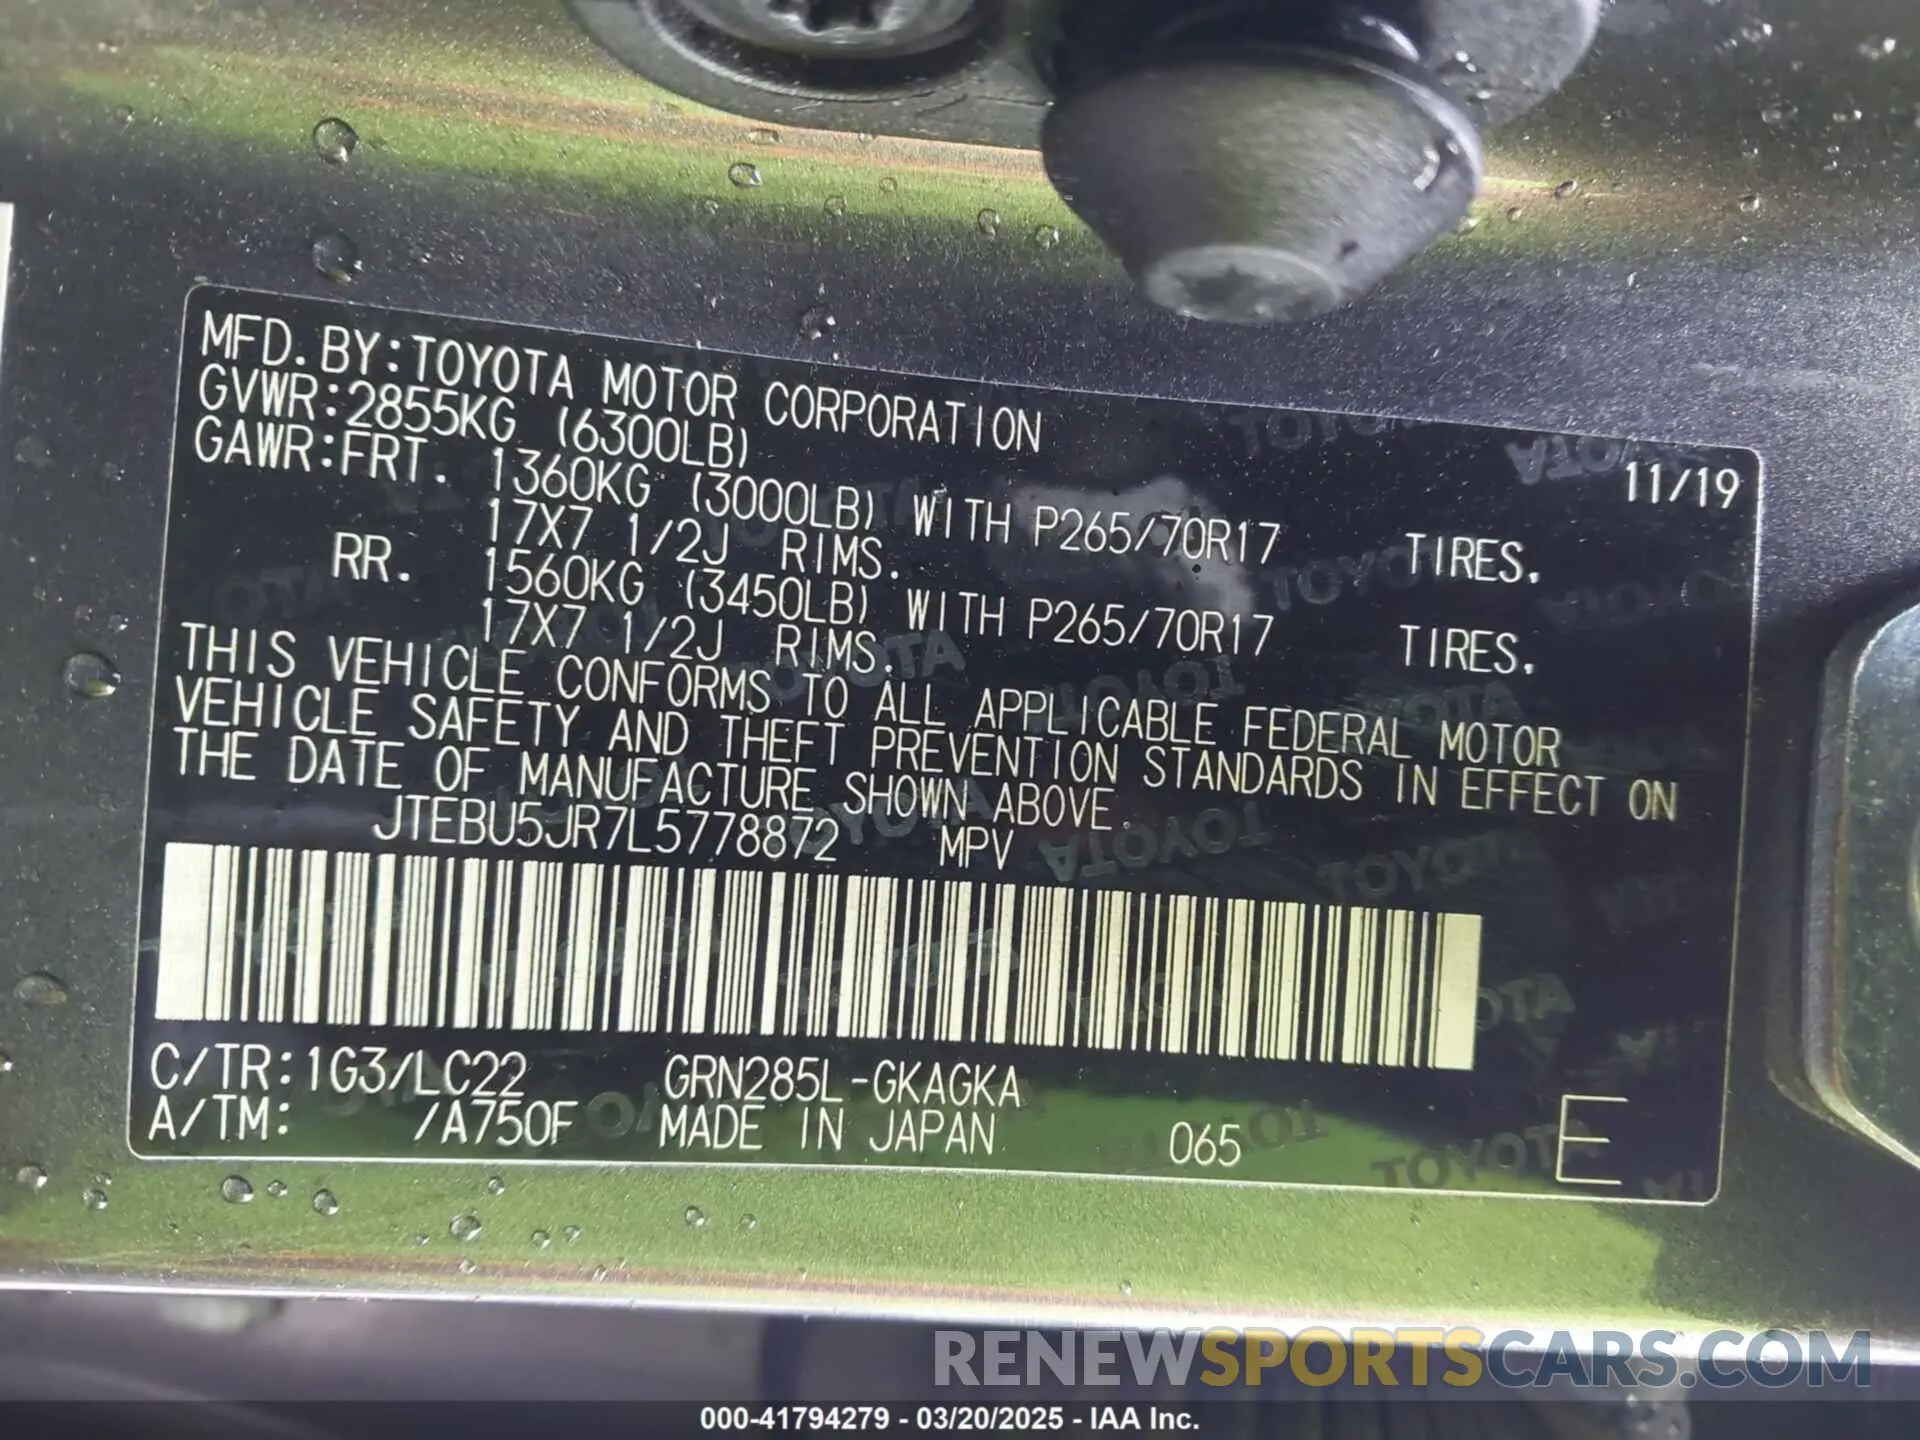 MFD. BY:TOYOTA MOTOR CORPORATION
GVWR:2855KG (6300LB) 11/19
GAWR:FRT. 1360KG (3000LB) WITH P265/70R17 TIRES.
17X7 1/2J RIMS.
RR. 1560KG (3450LB) WITH P265/70R17 TIRES.
17X7 1/2J RIMS.
THIS VEHICLE CONFORMS TO ALL APPLICABLE FEDERAL MOTOR
VEHICLE SAFETY AND THEFT PREVENTION STANDARDS IN EFFECT ON
THE DATE OF MANUFACTURE SHOWN ABOVE.
JTEBU5JR7L5778872 MPV
C/TR:1G3/LC22 GRN285L-GKAGKA
A/TM: /A750F MADE IN JAPAN 065 E
RENEWSPORTSCARS.COM
000-41794279 - 03/20/2025 - IAA Inc.